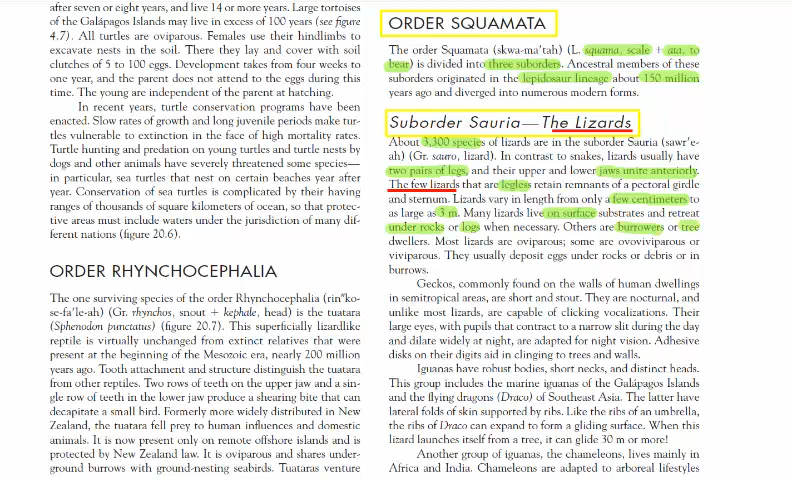 after seven or eight years, and live 14 or more years. Large tortoises
of the Galápagos Islands may live in excess of 100 years (see figure
4.7). All turtles are oviparous. Females use their hindlimbs to
excavate nests in the soil. There they lay and cover with soil
clutches of 5 to 100 eggs. Development takes from four weeks to
one year, and the parent does not attend to the eggs during this
time. The young are independent of the parent at hatching.
In recent years, turtle conservation programs have been
enacted. Slow rates of growth and long juvenile periods make tur-
tles vulnerable to extinction in the face of high mortality rates.
Turtle hunting and predation on young turtles and turtle nests by
dogs and other animals have severely threatened some species—
in particular, sea turtles that nest on certain beaches year after
year. Conservation of sea turtles is complicated by their having
ranges of thousands of square kilometers of ocean, so that protec-
tive areas must include waters under the jurisdiction of many dif-
ferent nations (figure 20.6).
ORDER RHYNCHOCEPHALIA
The one surviving species of the order Rhynchocephalia (rin"ko-
se-fa'le-ah) (Gr. rhynchos, snout + kephale, head) is the tuatara
(Sphenodon punctatus) (figure 20.7). This superficially lizardlike
reptile is virtually unchanged from extinct relatives that were
present at the beginning of the Mesozoic era, nearly 200 million
years ago. Tooth attachment and structure distinguish the tuatara
from other reptiles. Two rows of teeth on the upper jaw and a sin-
gle row of teeth in the lower jaw produce a shearing bite that can
decapitate a small bird. Formerly more widely distributed in New
Zealand, the tuatara fell prey to human influences and domestic
animals. It is now present only on remote offshore islands and is
protected by New Zealand law. It is oviparous and shares under-
ground burrows with ground-nesting seabirds. Tuataras venture
ORDER SQUAMATA
The order Squamata (skwa-ma'tah) (L. squama, scale + ata, to
bear) is divided into three suborders. Ancestral members of these
suborders originated in the lepidosaur lineage about 150 million
years ago and diverged into numerous modern forms.
Suborder Sauria—The Lizards
About 3,300 species of lizards are in the suborder Sauria (sawr'e-
ah) (Gr. sauro, lizard). In contrast to snakes, lizards usually have
two pairs of legs, and their upper and lower jaws unite anteriorly.
The few lizards that are legless retain remnants of a pectoral girdle
and sternum. Lizards vary in length from only a few centimeters to
as large as 3 m. Many lizards live on surface substrates and retreat
under rocks or logs when necessary. Others are burrowers or tree
dwellers. Most lizards are oviparous; some are ovoviviparous or
viviparous. They usually deposit eggs under rocks or debris or in
burrows.
Geckos, commonly found on the walls of human dwellings
in semitropical areas, are short and stout. They are nocturnal, and
unlike most lizards, are capable of clicking vocalizations. Their
large eyes, with pupils that contract to a narrow slit during the day
and dilate widely at night, are adapted for night vision. Adhesive
disks on their digits aid in clinging to trees and walls.
Iguanas have robust bodies, short necks, and distinct heads.
This group includes the marine iguanas of the Galápagos Islands
and the flying dragons (Draco) of Southeast Asia. The latter have
lateral folds of skin supported by ribs. Like the ribs of an umbrella,
the ribs of Draco can expand to form a gliding surface. When this
lizard launches itself from a tree, it can glide 30 m or more!
Another group of iguanas, the chameleons, lives mainly in
Africa and India. Chameleons are adapted to arboreal lifestyles